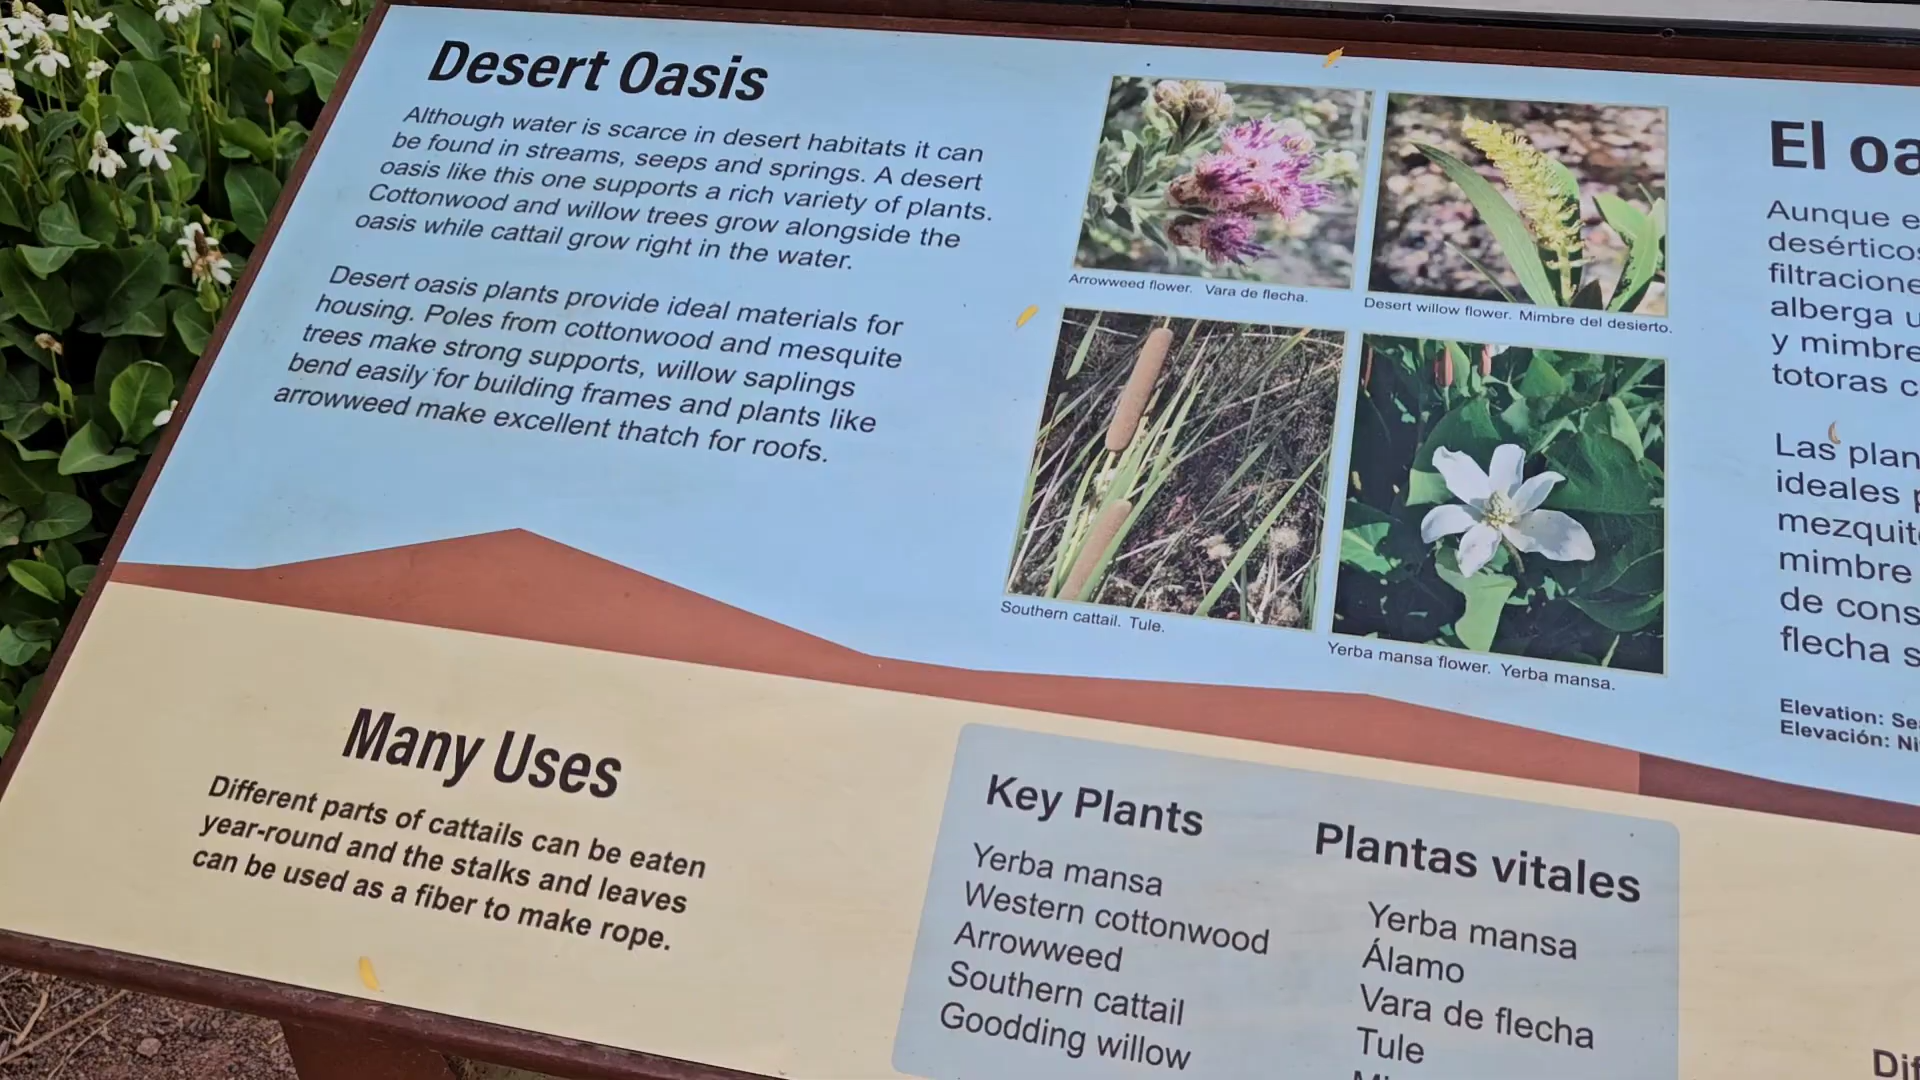 Desert Oasis
Although water is scarce in desert habitats it can
be found in streams, seeps and springs. A desert
oasis like this one supports a rich variety of plants.
Cottonwood and willow trees grow alongside the
oasis while cattail grow right in the water.
Desert oasis plants provide ideal materials for
housing. Poles from cottonwood and mesquite
trees make strong supports, willow saplings
bend easily for building frames and plants like
arrowweed make excellent thatch for roofs.
Arrowweed flower. Vara de flecha.
Desert willow flower. Mimbre del desierto.
Southern cattail. Tule.
Yerba mansa flower. Yerba mansa.
El oa
Aunque e
desértico
filtracione
alberga u
y mimbre
totoras c
Las plan
ideales p
mezquit
mimbre
de cons
flecha s
Elevation: Se
Elevación: Ni
Many Uses
Different parts of cattails can be eaten
year-round and the stalks and leaves
can be used as a fiber to make rope.
Key Plants
Yerba mansa
Western cottonwood
Arrowweed
Southern cattail
Goodding willow
Plantas vitales
Yerba mansa
Álamo
Vara de flecha
Tule
Dif